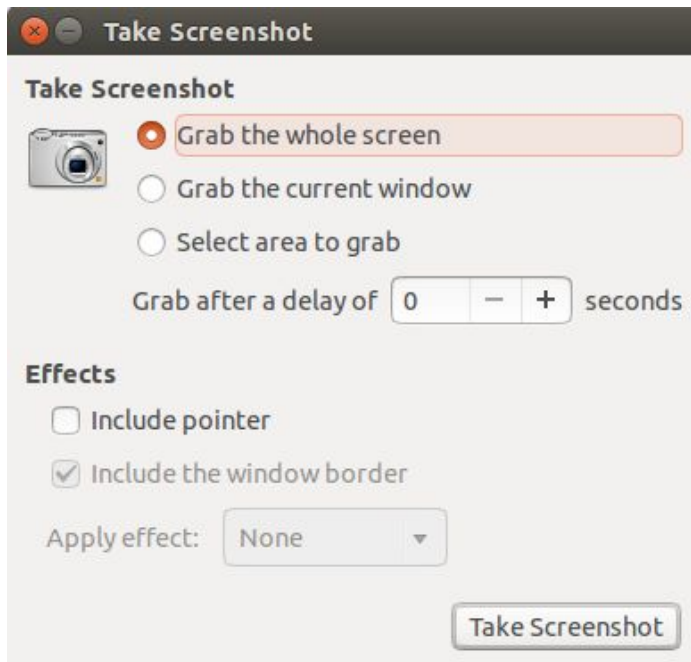 Take Screenshot
Take Screenshot
Grab the whole screen
Grab the current window
Select area to grab
Grab after a delay of 0 − + seconds
Effects
Include pointer
Include the window border
Apply effect: None
Take Screenshot